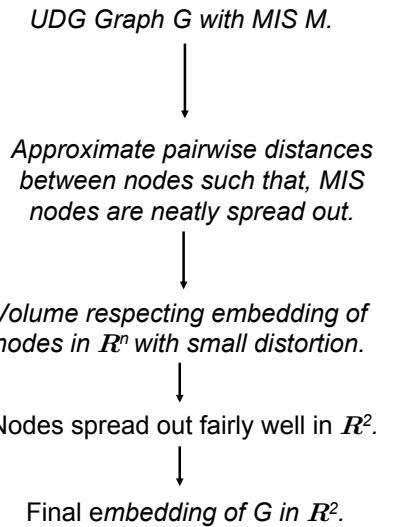 UDG Graph G with MIS M.
Approximate pairwise distances
between nodes such that, MIS
nodes are neatly spread out.
Volume respecting embedding of
nodes in Rⁿ with small distortion.
Nodes spread out fairly well in R².
Final embedding of G in R².